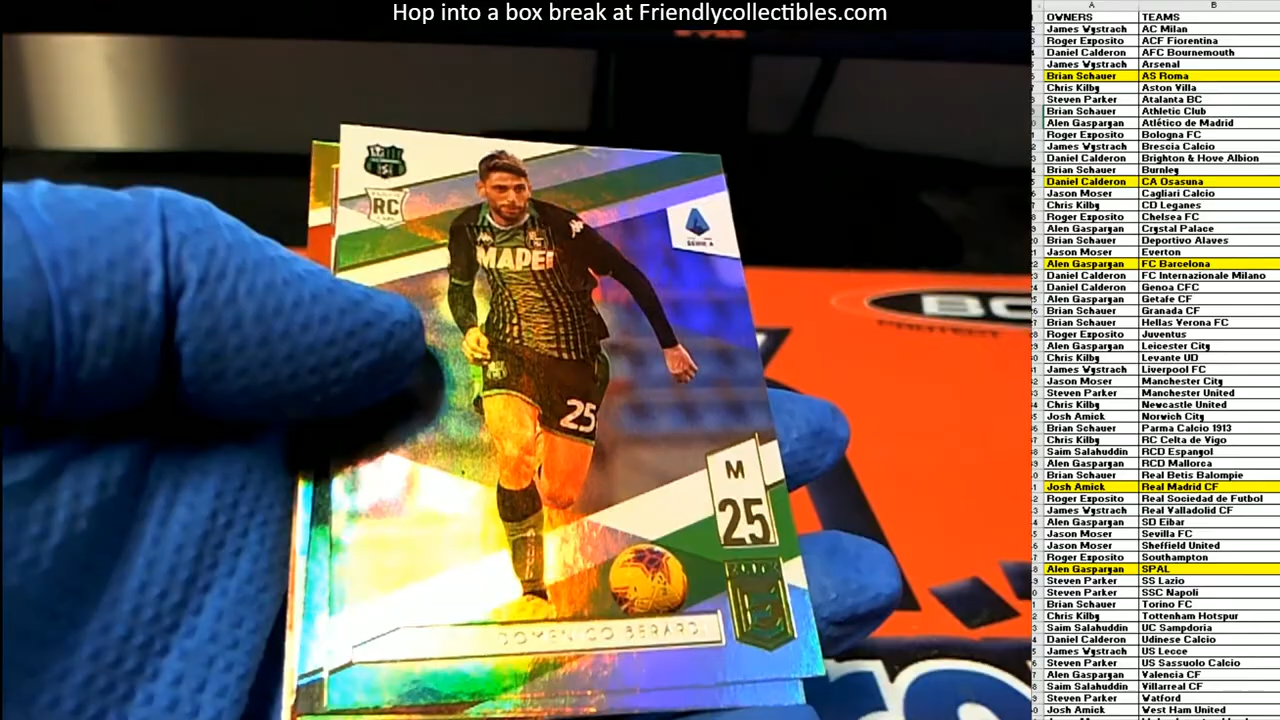 Hop into a box break at Friendlycollectibles.com
A B
OWNERS TEAMS
James Wystrach AC Milan
Roger Exposito ACF Fiorentina
Daniel Calderon AFC Bournemouth
James Wystrach Arsenal
Brian Schauer AS Roma
Chris Kilby Aston Villa
Steven Parker Atalanta BC
Brian Schauer Athletic Club
Alen Gasparyan Atlético de Madrid
Roger Exposito Bologna FC
James Wystrach Brescia Calcio
Daniel Calderon Brighton & Hove Albion
Brian Schauer Burnley
Daniel Calderon CA Osasuna
Jason Moser Cagliari Calcio
Chris Kilby CD Leganes
Roger Exposito Chelsea FC
Alen Gasparyan Crystal Palace
Brian Schauer Deportivo Alaves
Jason Moser Everton
Alen Gasparyan FC Barcelona
Daniel Calderon FC Internazionale Milano
Daniel Calderon Genoa CFC
Alen Gasparyan Getafe CF
Brian Schauer Granada CF
Brian Schauer Hellas Verona FC
Roger Exposito Juventus
Alen Gasparyan Leicester City
Chris Kilby Levante UD
James Wystrach Liverpool FC
Jason Moser Manchester City
Steven Parker Manchester United
Chris Kilby Newcastle United
Josh Amick Norwich City
Brian Schauer Parma Calcio 1913
Chris Kilby RC Celta de Vigo
Saim Salahuddin RCD Espanyol
Alen Gasparyan RCD Mallorca
Brian Schauer Real Betis Balompie
Josh Amick Real Madrid CF
Roger Exposito Real Sociedad de Futbol
James Wystrach Real Valladolid CF
Alen Gasparyan SD Eibar
Jason Moser Sevilla FC
Jason Moser Sheffield United
Roger Exposito Southampton
Alen Gasparyan SPAL
Steven Parker SS Lazio
Steven Parker SSC Napoli
Brian Schauer Torino FC
Chris Kilby Tottenham Hotspur
Saim Salahuddin UC Sampdoria
Daniel Calderon Udinese Calcio
James Wystrach US Lecce
Steven Parker US Sassuolo Calcio
Alen Gasparyan Valencia CF
Saim Salahuddin Villarreal CF
Steven Parker Watford
Josh Amick West Ham United
RC
SERIE A
MAPEI
25
M
25
DOMENICO BERARDI
BC